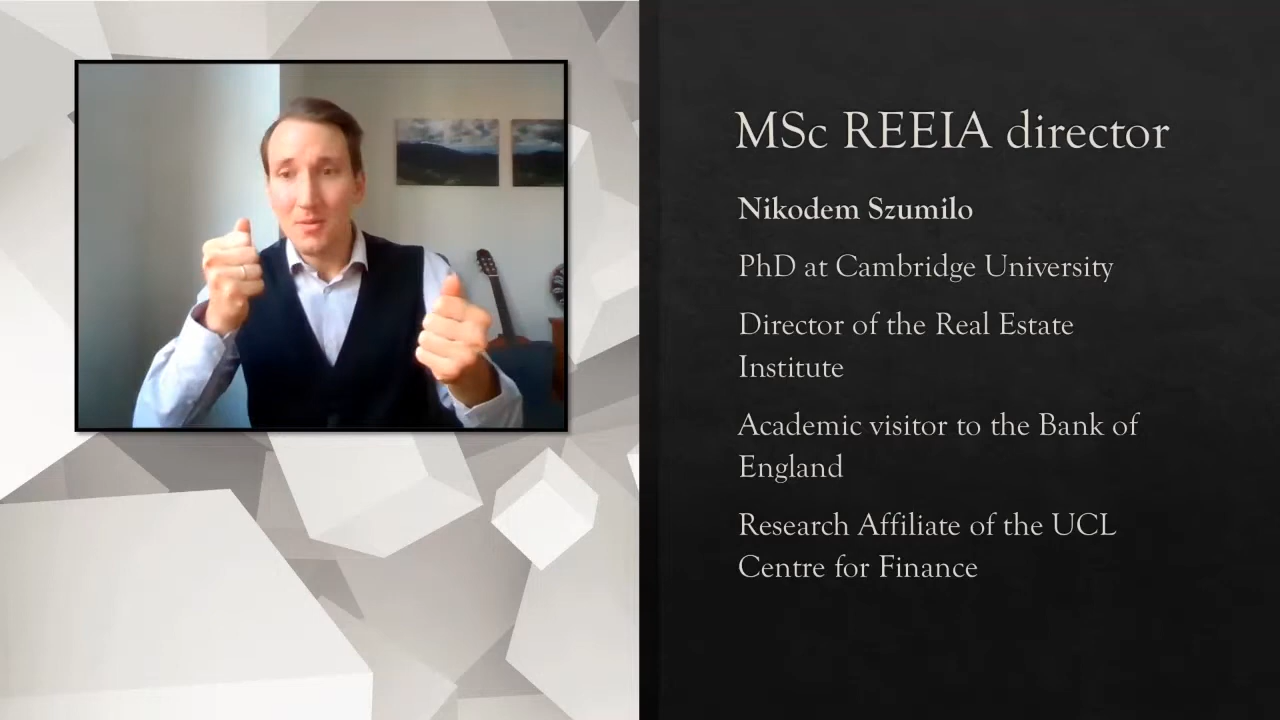 MSc REEIA director
Nikodem Szumilo
PhD at Cambridge University
Director of the Real Estate
Institute
Academic visitor to the Bank of
England
Research Affiliate of the UCL
Centre for Finance